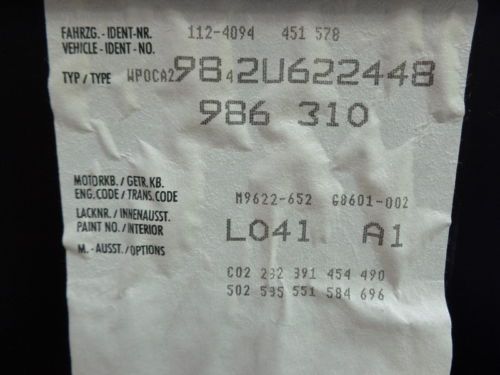 FAHRZG. - IDENT-NR. 112-4094 451 578
VEHICLE - IDENT - NO.
TYP / TYPE WP0CA2984 2U622448
986 310
MOTORKB. / GETR. KB. M9622-652 G8601-002
ENG.CODE / TRANS.CODE
LACKNR. / INNENAUSST. L041 A1
PAINT NO. / INTERIOR
M. - AUSST. / OPTIONS
C02 232 391 454 490
502 535 551 584 696